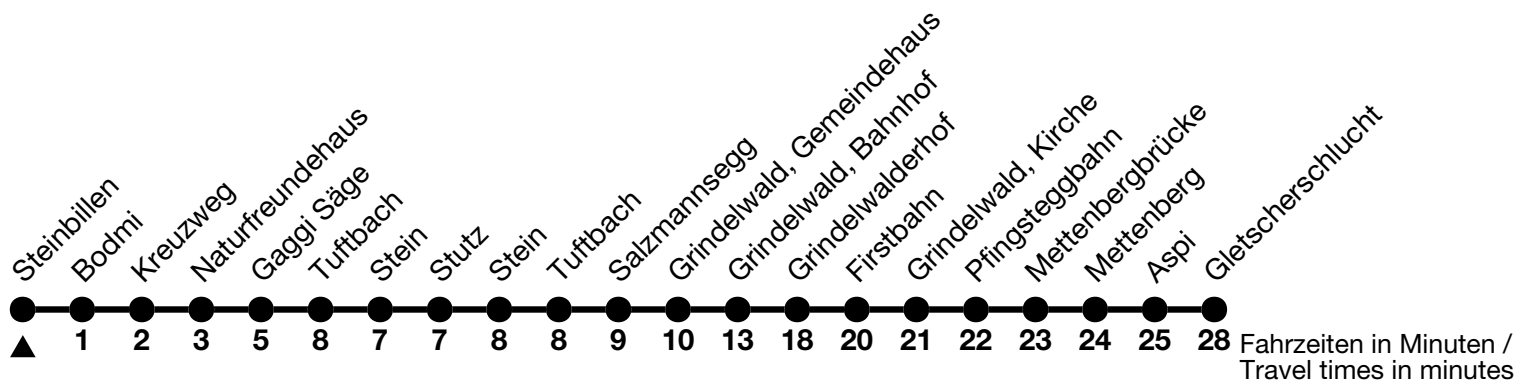 Steinbillen
Bodmi
Kreuzweg
Naturfreundehaus
Gaggi Säge
Tuftbach
Stein
Stutz
Stein
Tuftbach
Salzmannsegg
Grindelwald, Gemeindehaus
Grindelwald, Bahnhof
Grindelwalderhof
Firstbahn
Grindelwald, Kirche
Pfingsteggbahn
Mettenbergbrücke
Mettenberg
Aspi
Gletscherschlucht
1 2 3 5 8 7 7 8 8 9 10 13 18 20 21 22 23 24 25 28
Fahrzeiten in Minuten /
Travel times in minutes